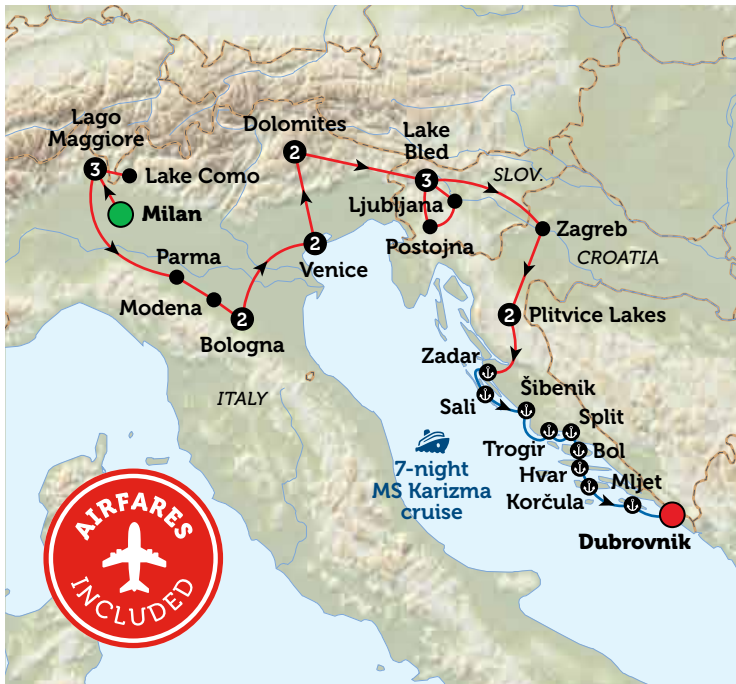 Lago
Maggiore
3
Lake Como
Milan
Dolomites
2
Lake
Bled
3
SLOV.
Ljubljana
Postojna
Zagreb
CROATIA
Parma
Modena
2
Bologna
2
Venice
2
Plitvice Lakes
ITALY
Zadar
Sali
Šibenik
Trogir
Split
Bol
Hvar
Korčula
Mljet
Dubrovnik
7-night
MS Karizma
cruise
AIRFARES
INCLUDED